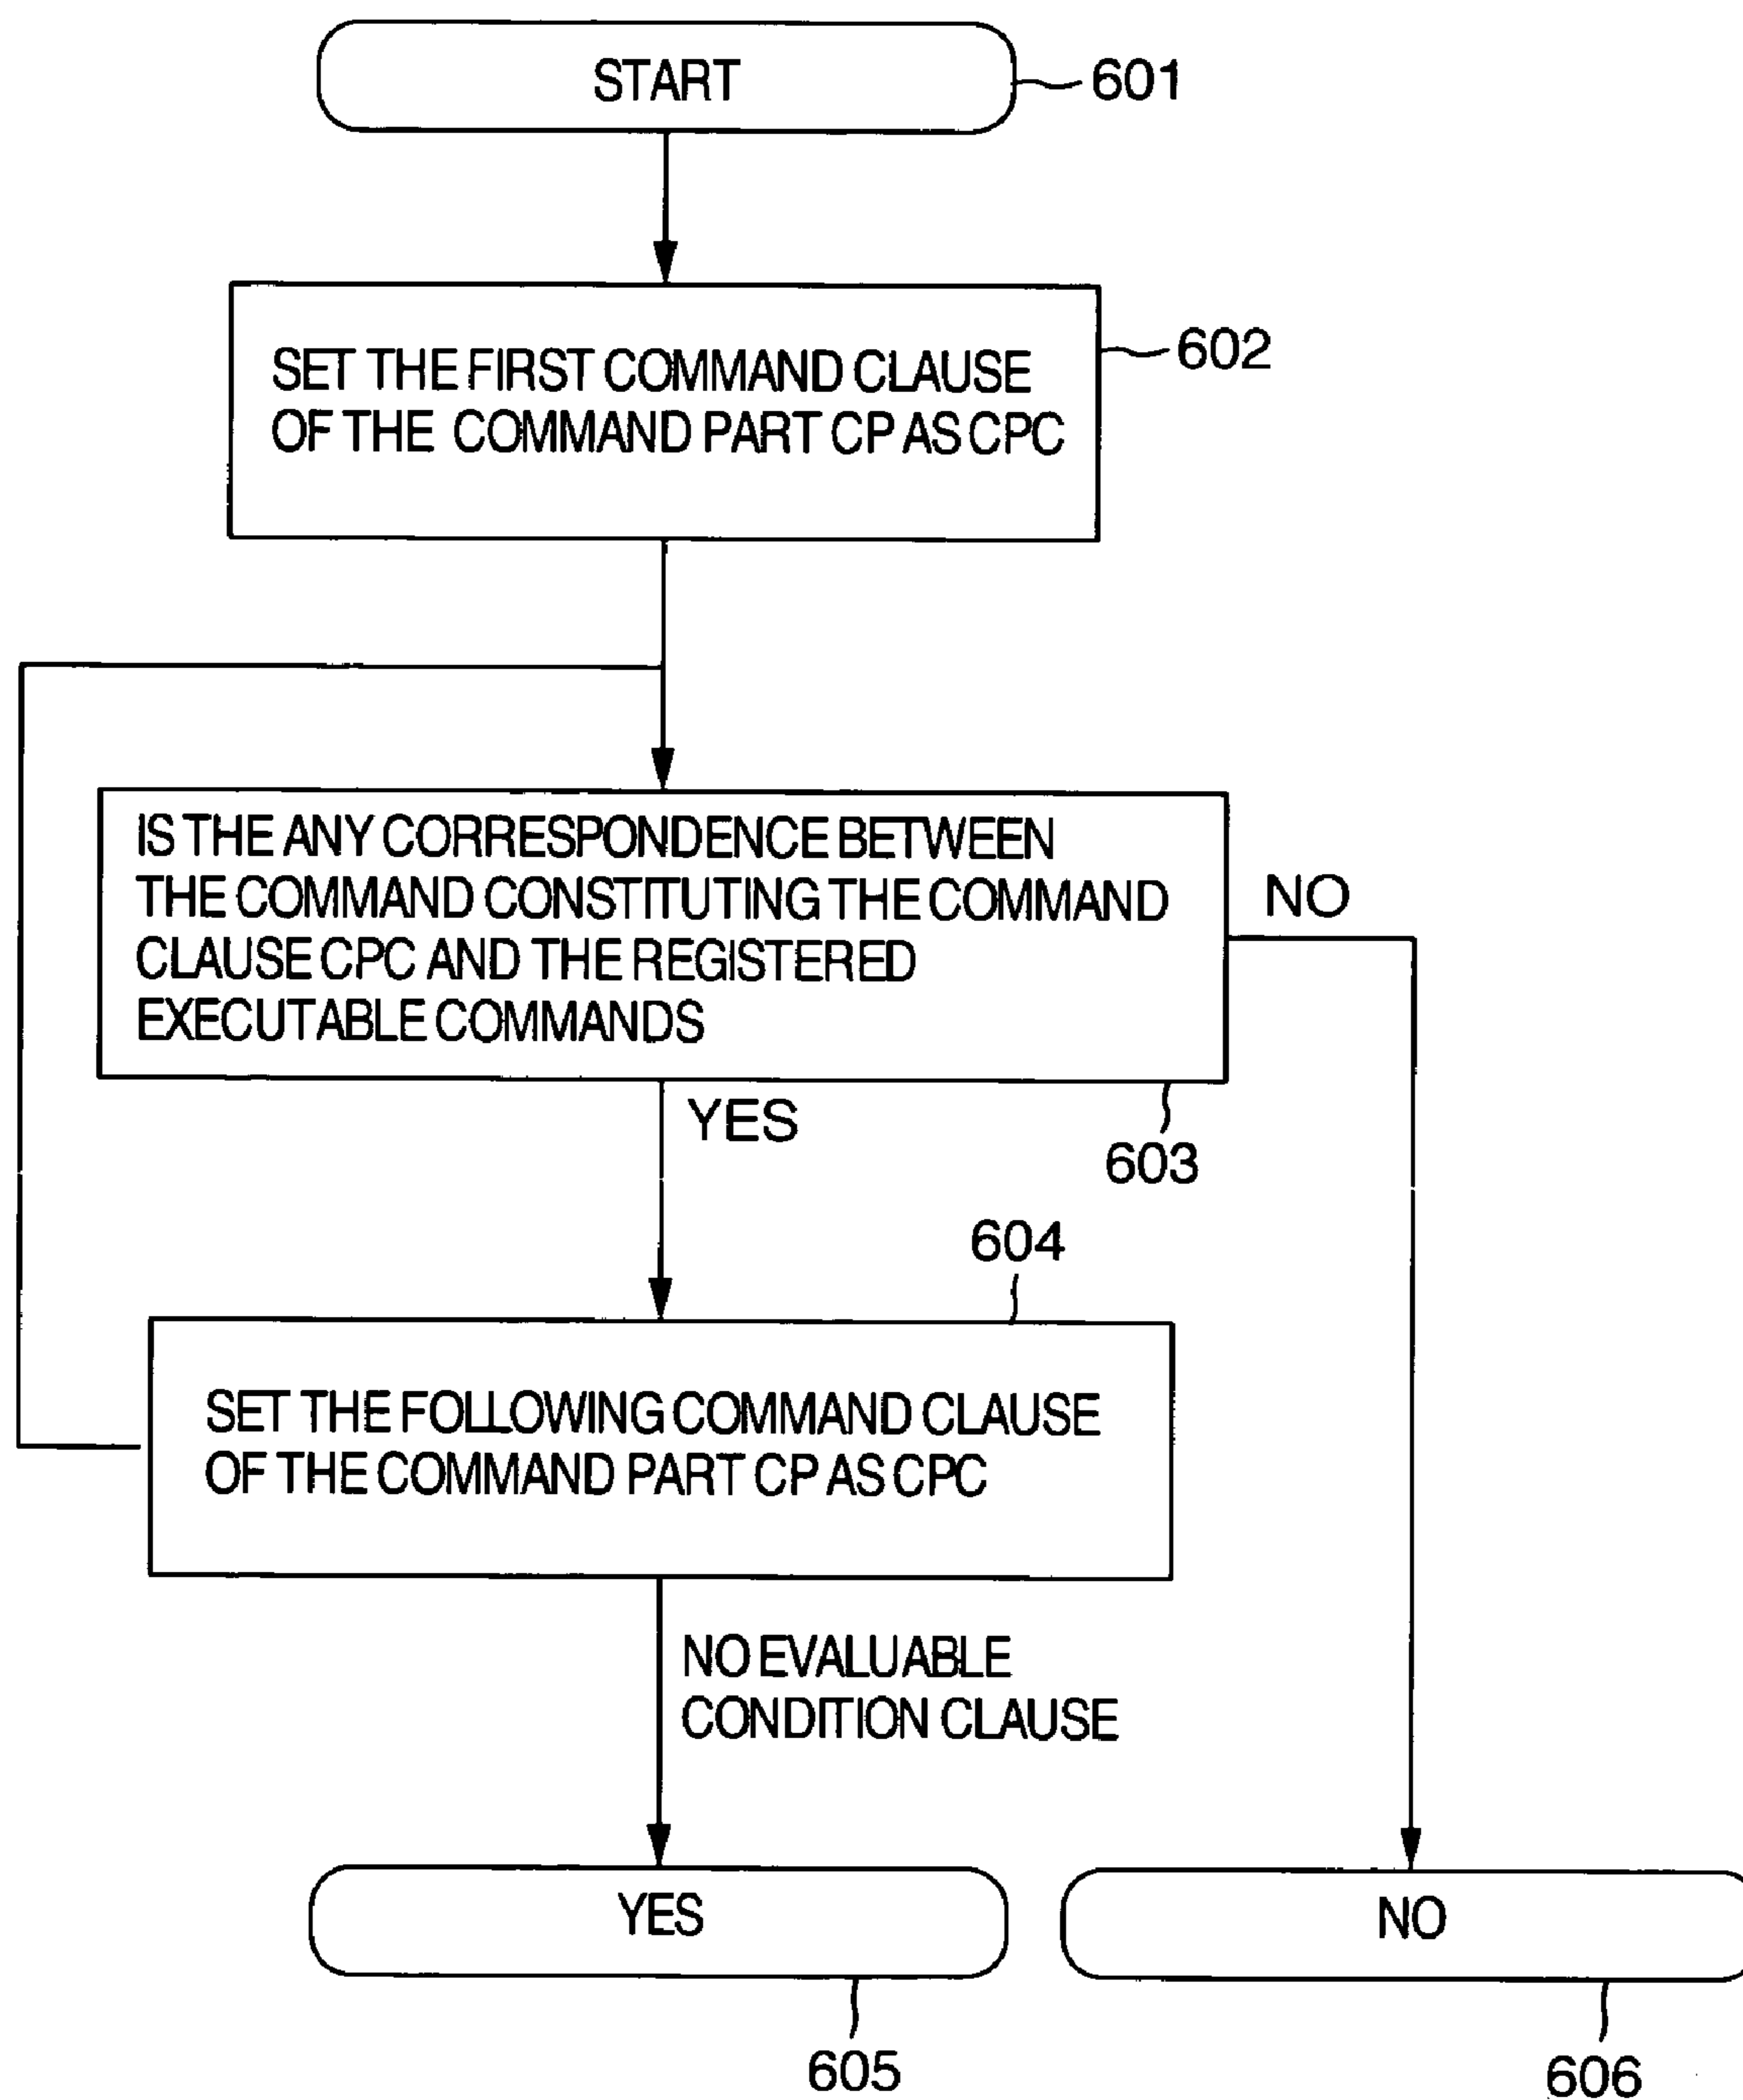 START
601
SET THE FIRST COMMAND CLAUSE
OF THE COMMAND PART CP AS CPC
602
IS THE ANY CORRESPONDENCE BETWEEN
THE COMMAND CONSTITUTING THE COMMAND
CLAUSE CPC AND THE REGISTERED
EXECUTABLE COMMANDS
NO
YES
603
604
SET THE FOLLOWING COMMAND CLAUSE
OF THE COMMAND PART CP AS CPC
NO EVALUABLE
CONDITION CLAUSE
YES
NO
605
606